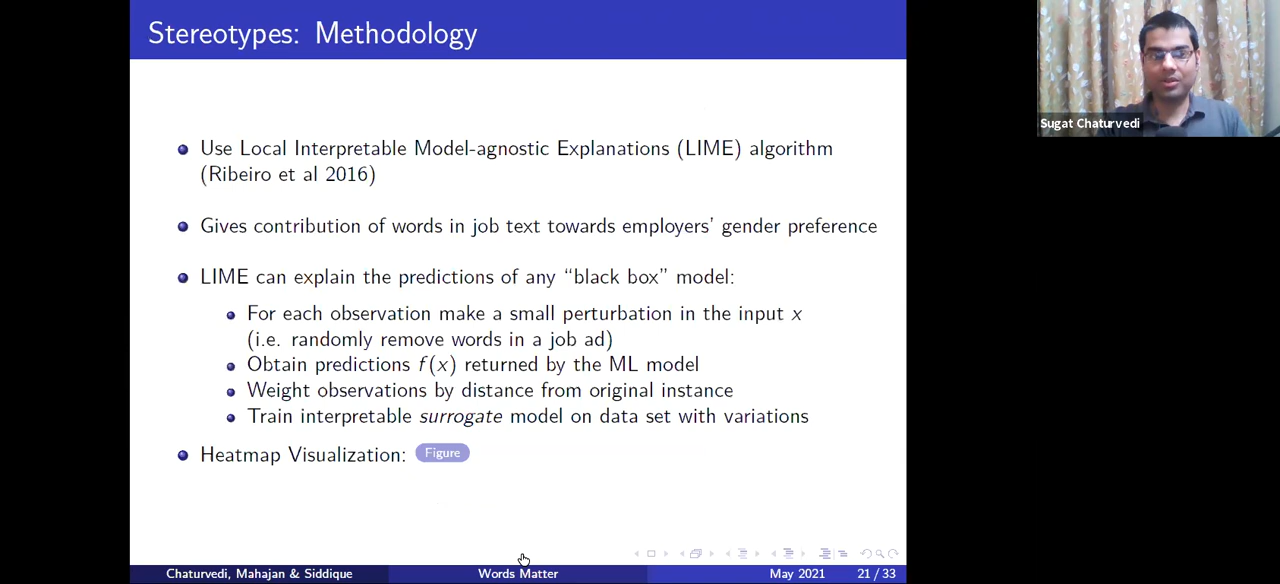 Stereotypes: Methodology
Sugat Chaturvedi
Use Local Interpretable Model-agnostic Explanations (LIME) algorithm
(Ribeiro et al 2016)
Gives contribution of words in job text towards employers' gender preference
LIME can explain the predictions of any “black box” model:
For each observation make a small perturbation in the input x
(i.e. randomly remove words in a job ad)
Obtain predictions f(x) returned by the ML model
Weight observations by distance from original instance
Train interpretable surrogate model on data set with variations
Heatmap Visualization: Figure
Chaturvedi, Mahajan & Siddique Words Matter May 2021 21 / 33